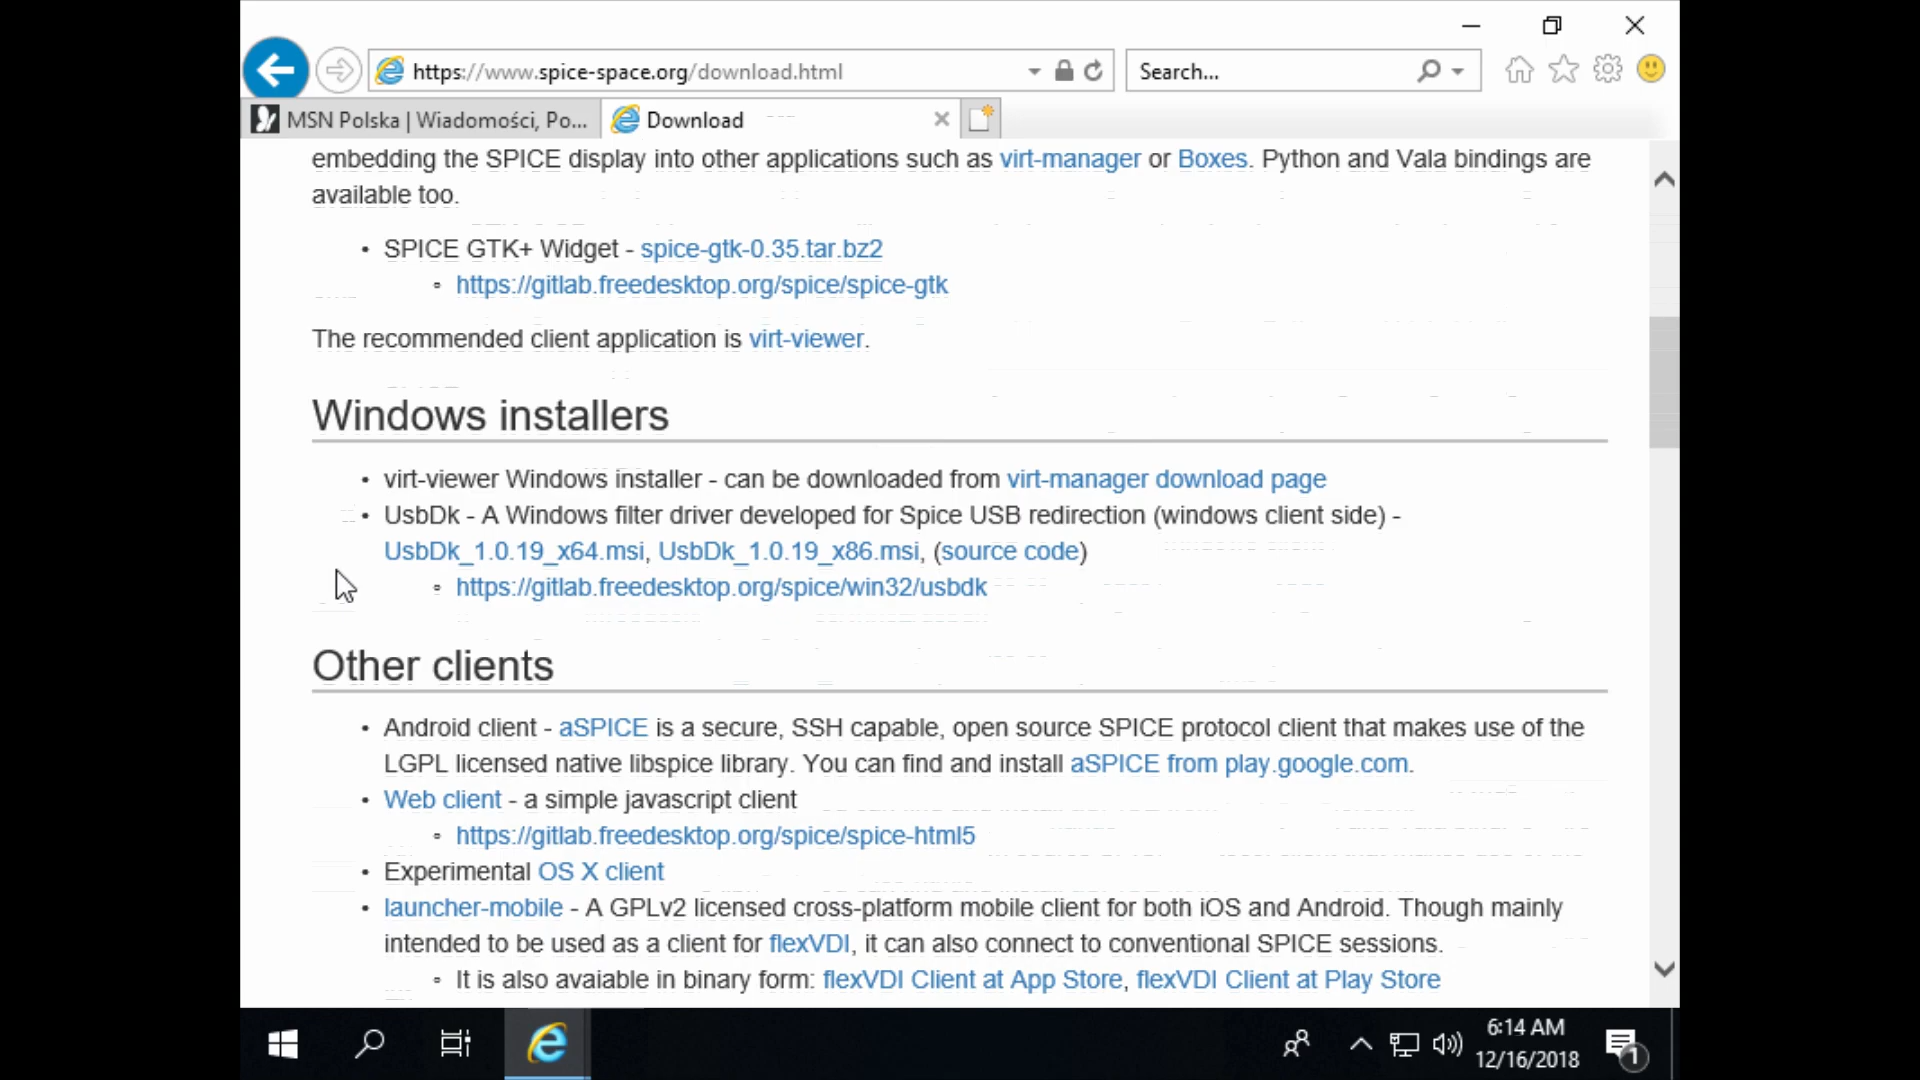 https://www.spice-space.org/download.html
Search...
MSN Polska | Wiadomości, Po...
Download
embedding the SPICE display into other applications such as virt-manager or Boxes. Python and Vala bindings are
available too.
• SPICE GTK+ Widget - spice-gtk-0.35.tar.bz2
https://gitlab.freedesktop.org/spice/spice-gtk
The recommended client application is virt-viewer.
Windows installers
• virt-viewer Windows installer - can be downloaded from virt-manager download page
• UsbDk - A Windows filter driver developed for Spice USB redirection (windows client side) -
UsbDk_1.0.19_x64.msi, UsbDk_1.0.19_x86.msi, (source code)
https://gitlab.freedesktop.org/spice/win32/usbdk
Other clients
• Android client - aSPICE is a secure, SSH capable, open source SPICE protocol client that makes use of the
LGPL licensed native libspice library. You can find and install aSPICE from play.google.com.
• Web client - a simple javascript client
https://gitlab.freedesktop.org/spice/spice-html5
• Experimental OS X client
• launcher-mobile - A GPLv2 licensed cross-platform mobile client for both iOS and Android. Though mainly
intended to be used as a client for flexVDI, it can also connect to conventional SPICE sessions.
It is also avaiable in binary form: flexVDI Client at App Store, flexVDI Client at Play Store
6:14 AM
12/16/2018
1